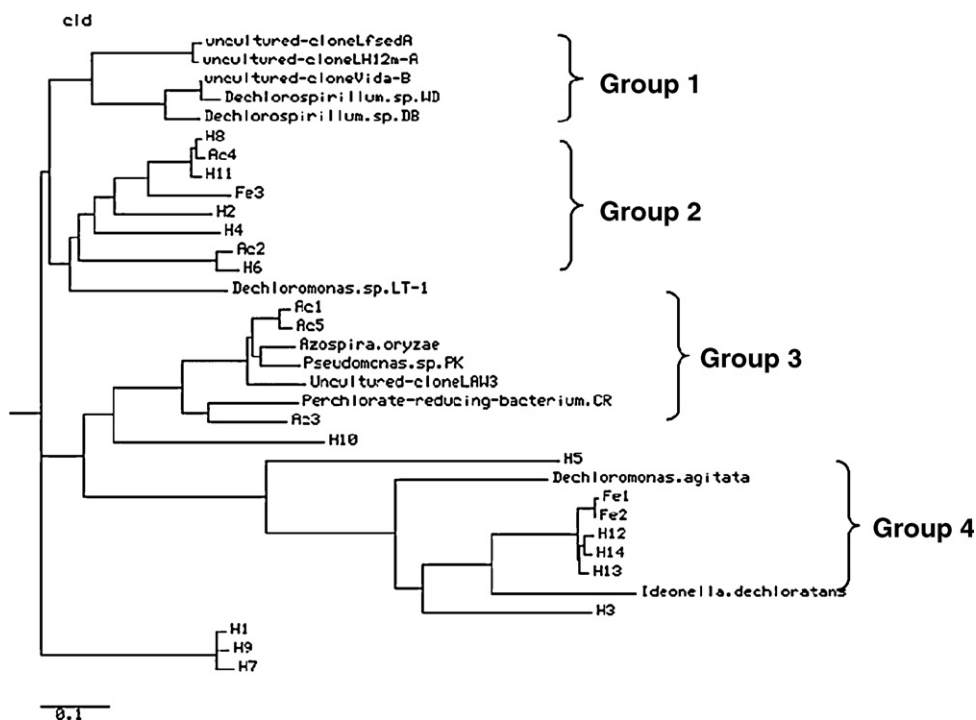 cld
uncultured-cloneLfsedA
uncultured-cloneLH12m-A
uncultured-cloneVida-B
Dechlorospirillum.sp.WD
Dechlorospirillum.sp.DB
Group 1
H8
Ac4
H11
Fe3
H2
H4
Ac2
H6
Group 2
Dechloromonas.sp.LT-1
Ac1
Ac5
Azospira.oryzae
Pseudomcnas.sp.PK
Uncultured-cloneLAW3
Perchlorate-reducing-bacterium.CR
Ac3
Group 3
H10
H5
Dechloromonas.agitata
Fe1
Fe2
H12
H14
H13
Ideonella.dechloratans
H3
Group 4
H1
H9
H7
0.1